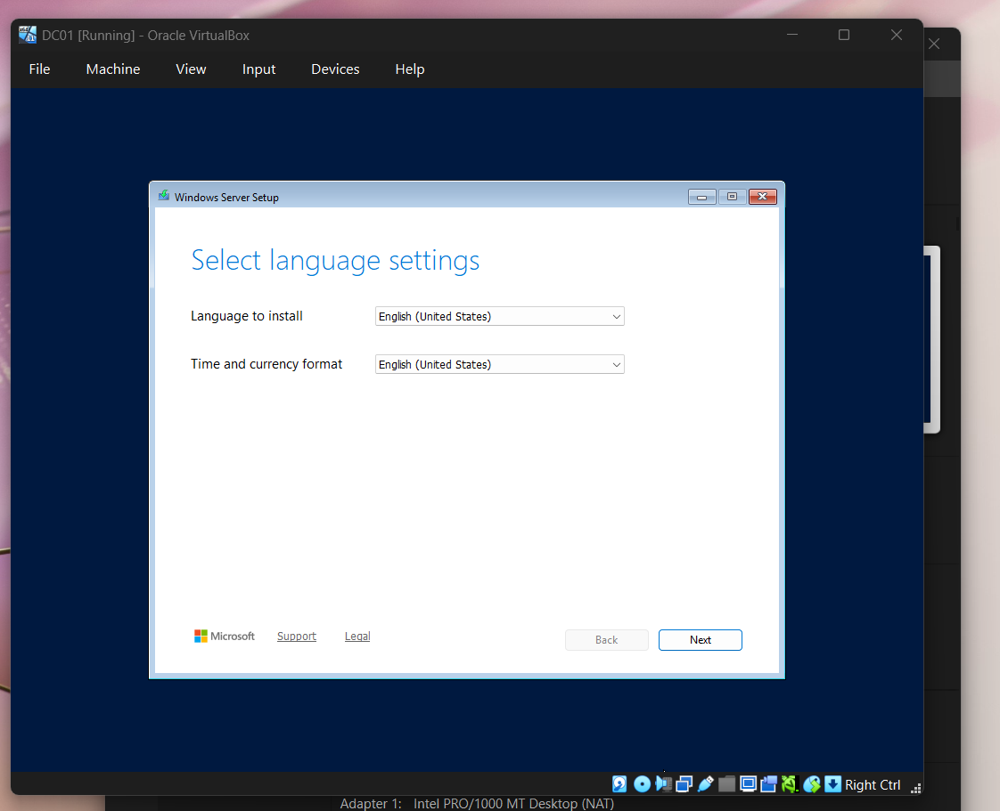 DC01 [Running] - Oracle VirtualBox
File Machine View Input Devices Help
Windows Server Setup
Select language settings
Language to install English (United States)
Time and currency format English (United States)
Microsoft Support Legal Back Next
Right Ctrl
Adapter 1: Intel PRO/1000 MT Desktop (NAT)